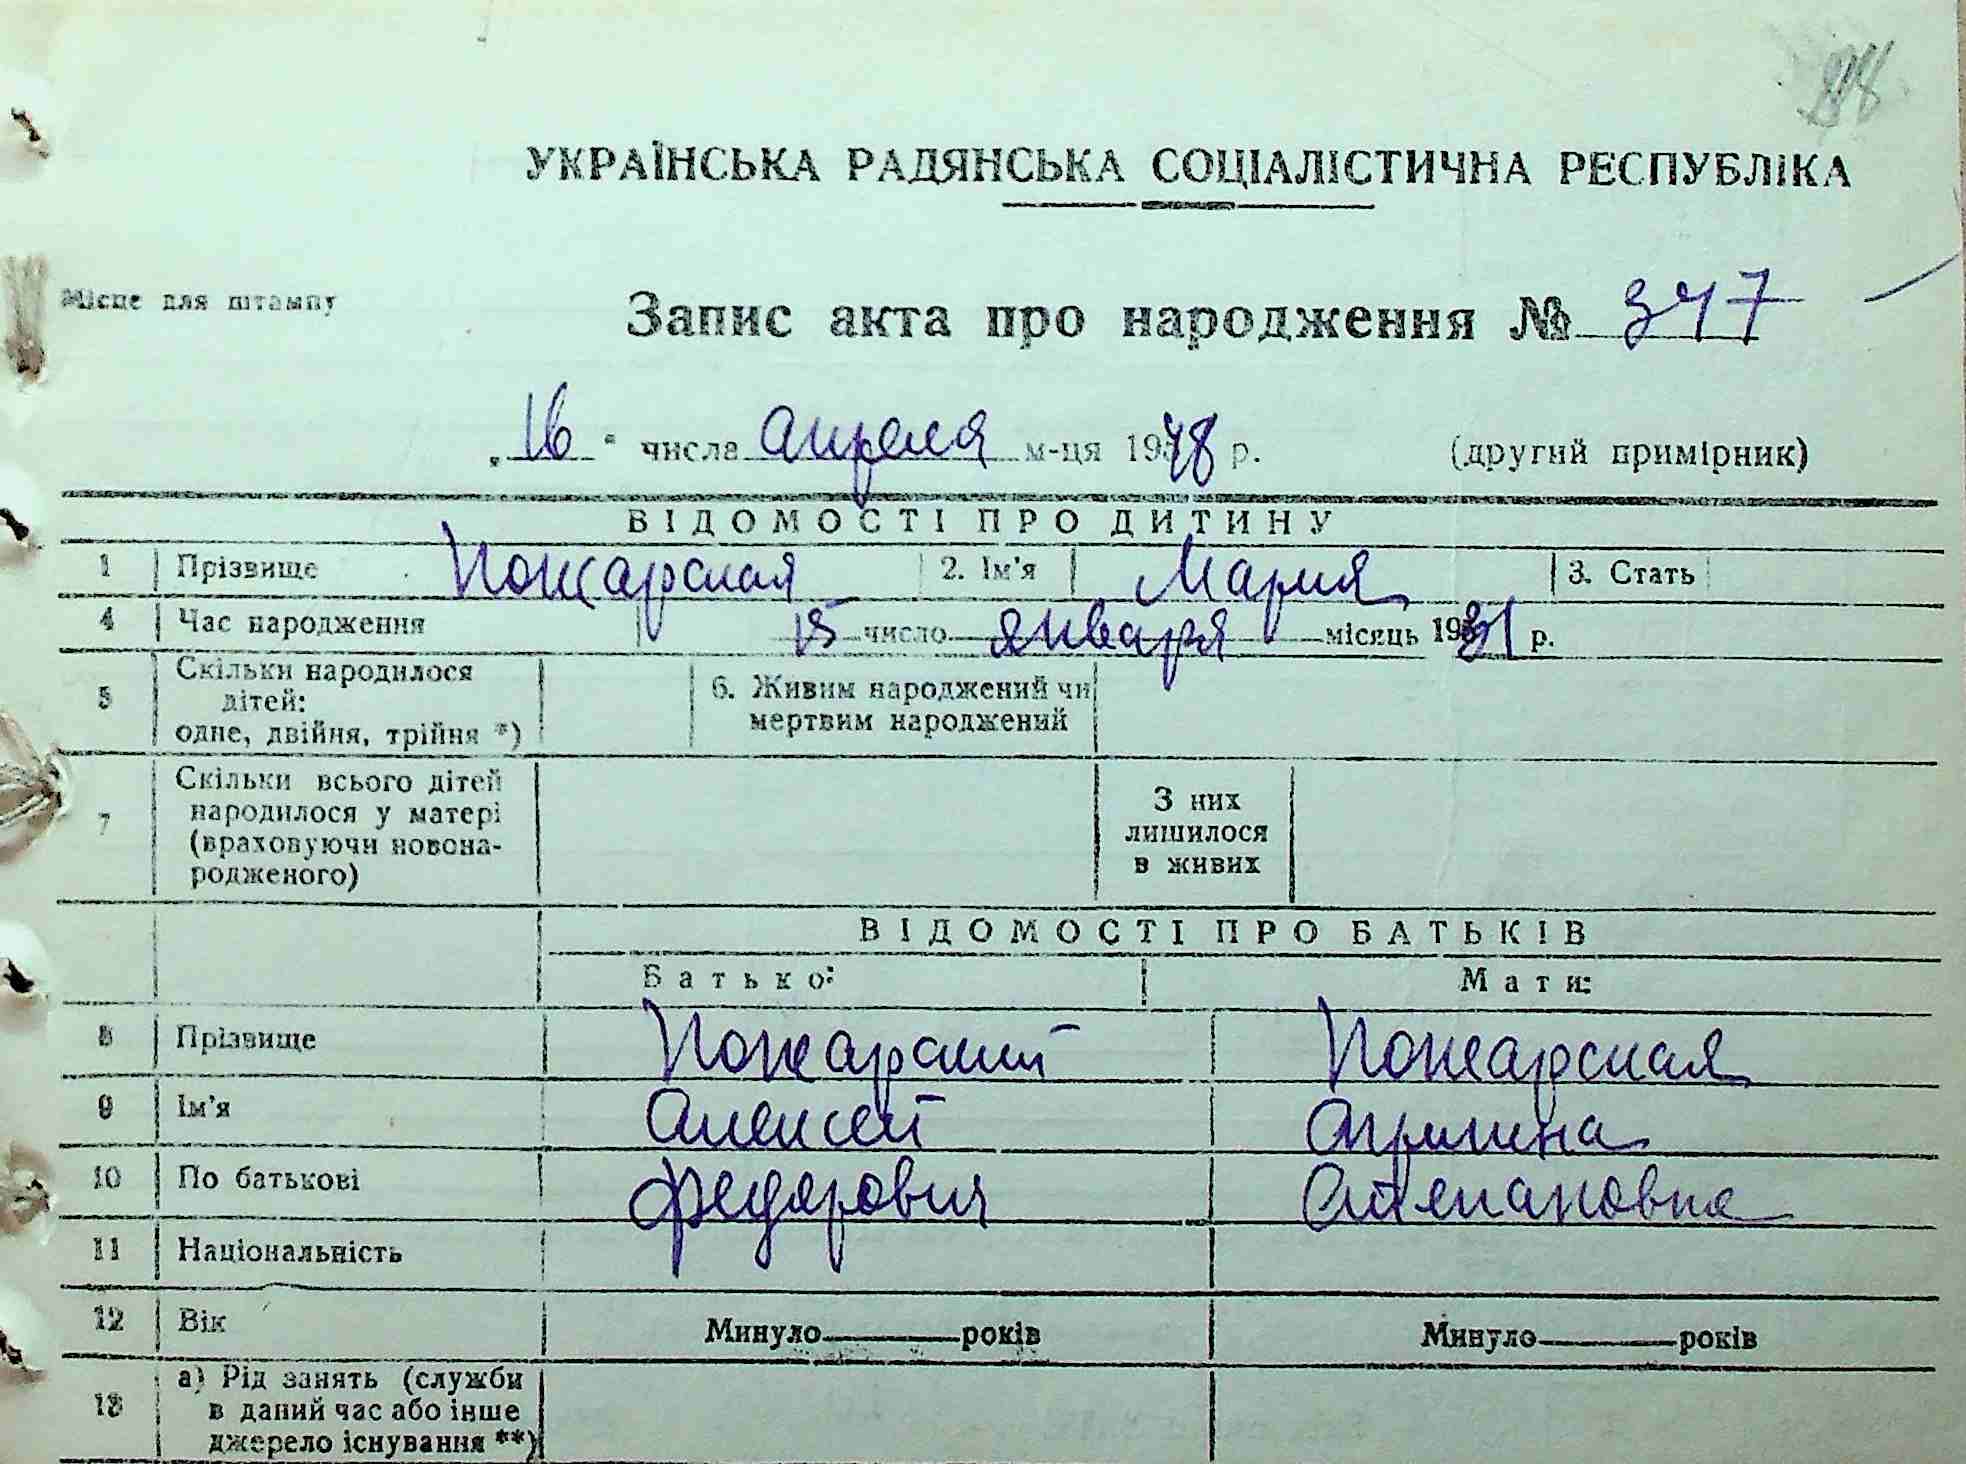 УКРАЇНСЬКА РАДЯНСЬКА СОЦІАЛІСТИЧНА РЕСПУБЛІКА
Місце для штампу
Запис акта про народження № 347
„16“ числа апреля м-ця 1948 р. (другий примірник)
ВІДОМОСТІ ПРО ДИТИНУ
1 Прізвище Пожарская 2. Ім'я Мария 3. Стать
4 Час народження 15 число января місяць 1931 р.
5 Скільки народилося дітей: одне, двійня, трійня *) 6. Живим народжений чи мертвим народжений
7 Скільки всього дітей народилося у матері (враховуючи новона-родженого) З них лишилося в живих
ВІДОМОСТІ ПРО БАТЬКІВ
Батько: Мати:
8 Прізвище Пожарский Пожарская
9 Ім'я Алексей Агрипина
10 По батькові Федорович Степановна
11 Національність
12 Вік Минуло років Минуло років
13 а) Рід занять (служби в даний час або інше джерело існування **)